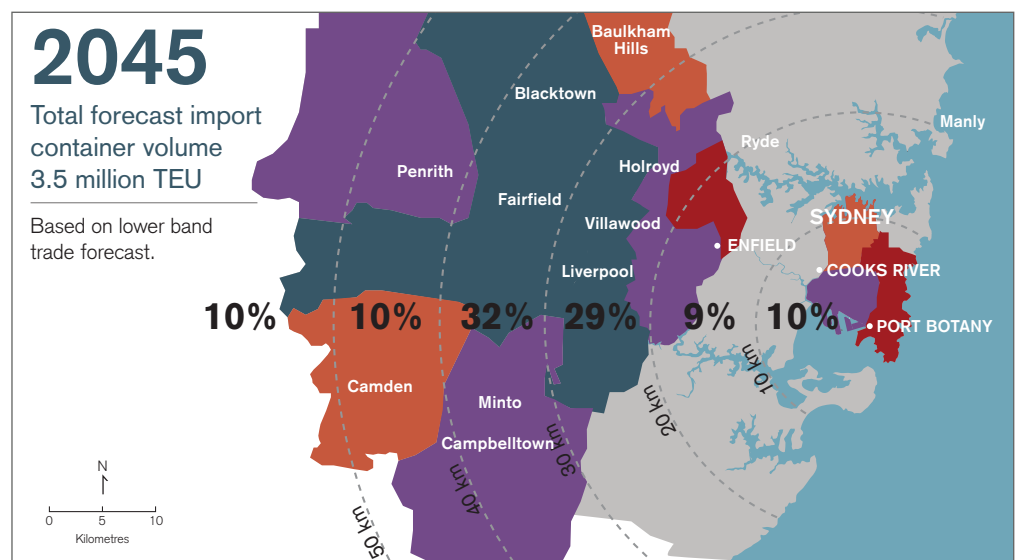 2045
Total forecast import
container volume
3.5 million TEU
Based on lower band
trade forecast.
Baulkham
Hills
Blacktown
Manly
Ryde
Penrith
Holroyd
Fairfield
Villawood
SYDNEY
ENFIELD
Liverpool
COOKS RIVER
10% 10% 32% 29% 9% 10%
PORT BOTANY
Camden
Minto
Campbelltown
10 km
20 km
30 km
40 km
50 km
N
0 5 10
Kilometres